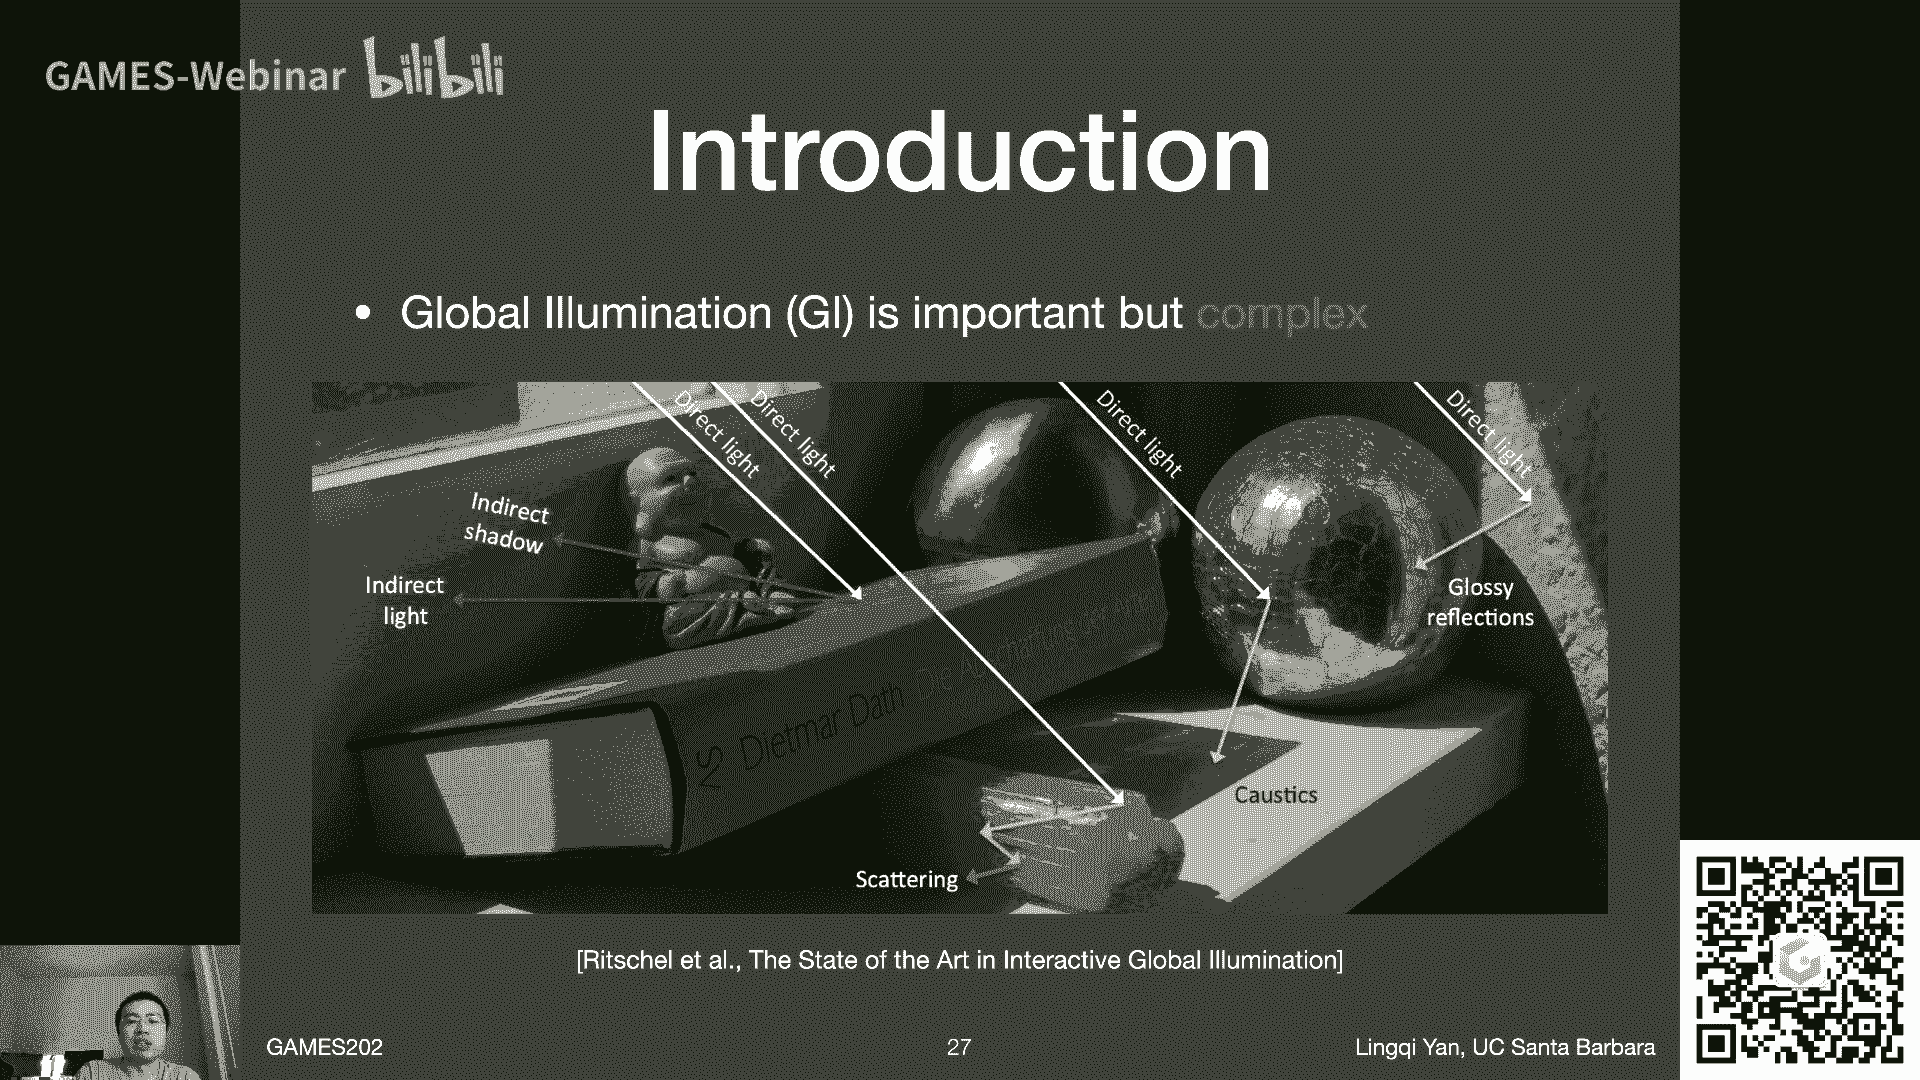 GAMES-Webinar bilibili
Introduction
• Global Illumination (GI) is important but complex
Direct light
Direct light
Direct light
Direct light
Indirect
shadow
Indirect
light
Glossy
reflections
Dietmar Dath
Caustics
Scattering
[Ritschel et al., The State of the Art in Interactive Global Illumination]
GAMES202
27
Lingqi Yan, UC Santa Barbara